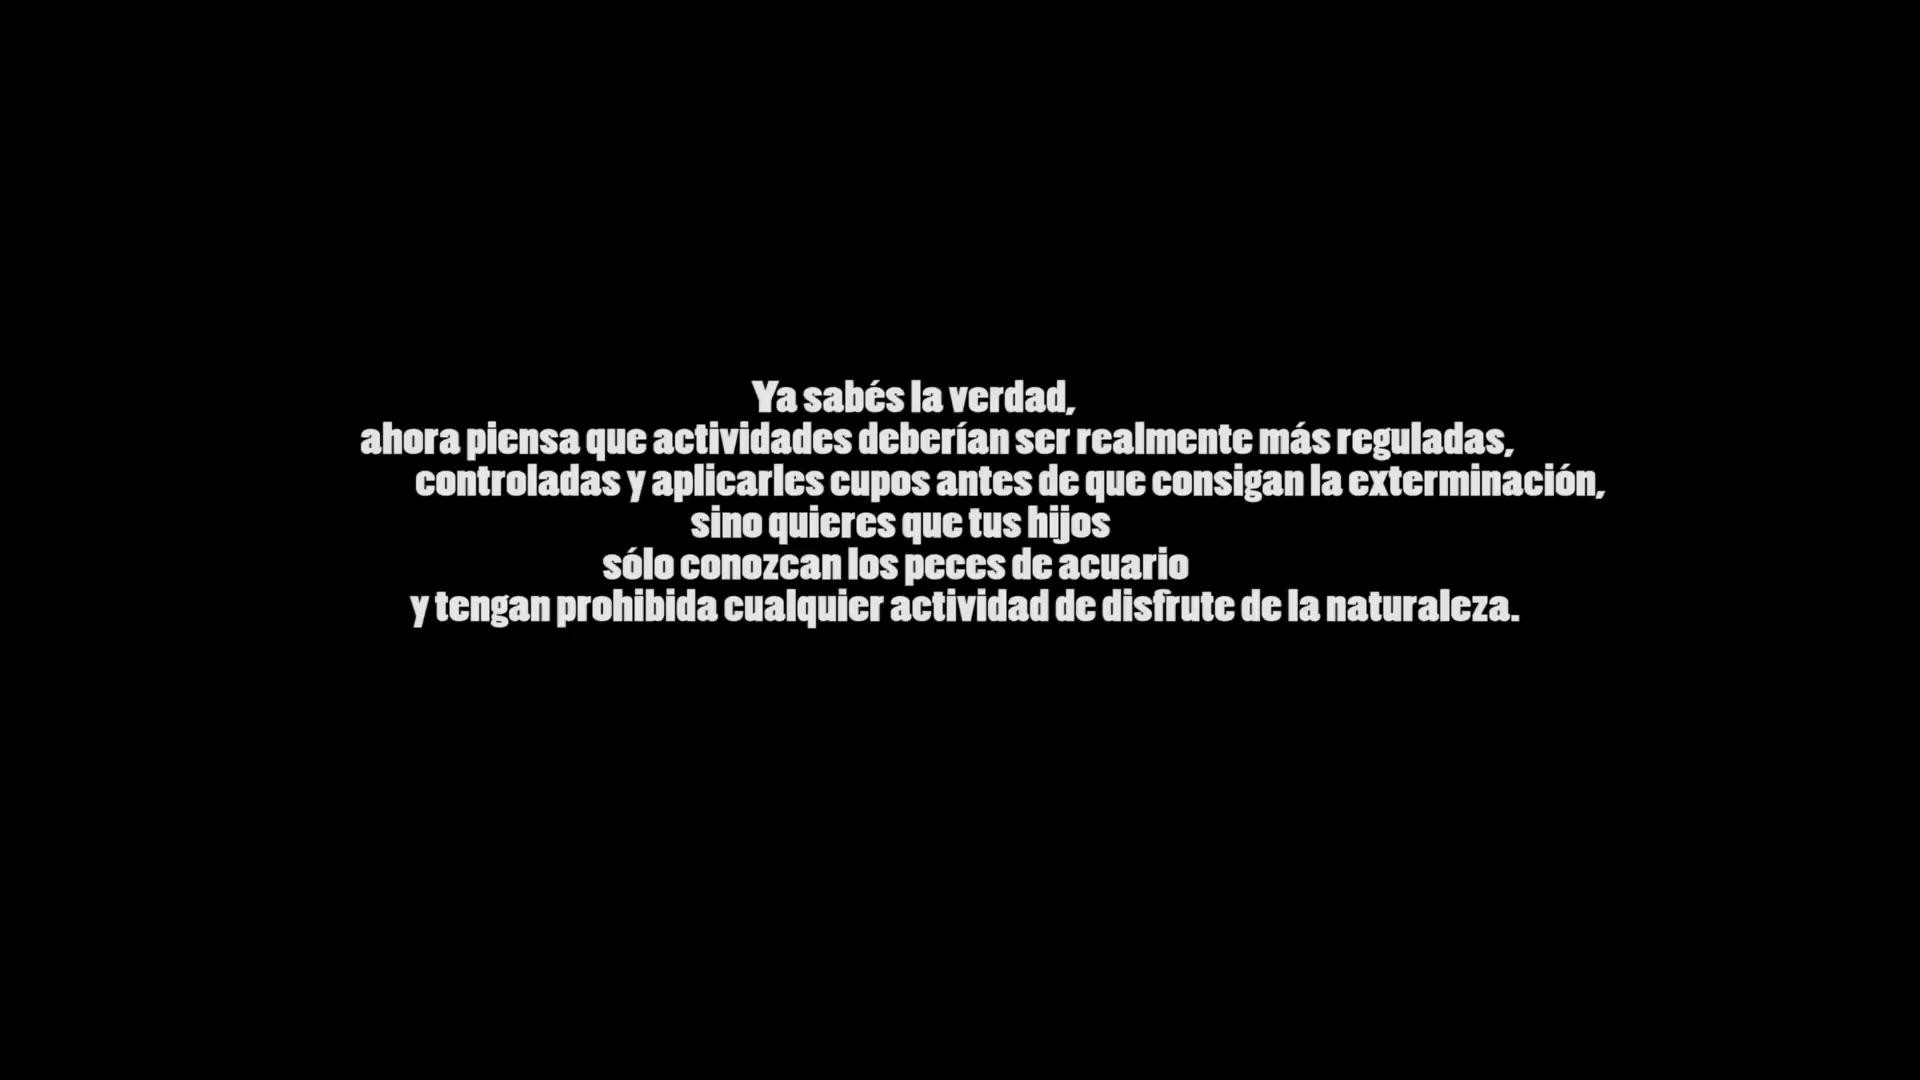 Ya sabés la verdad,
ahora piensa que actividades deberían ser realmente más reguladas,
controladas y aplicarles cupos antes de que consigan la exterminación,
sino quieres que tus hijos
sólo conozcan los peces de acuario
y tengan prohibida cualquier actividad de disfrute de la naturaleza.